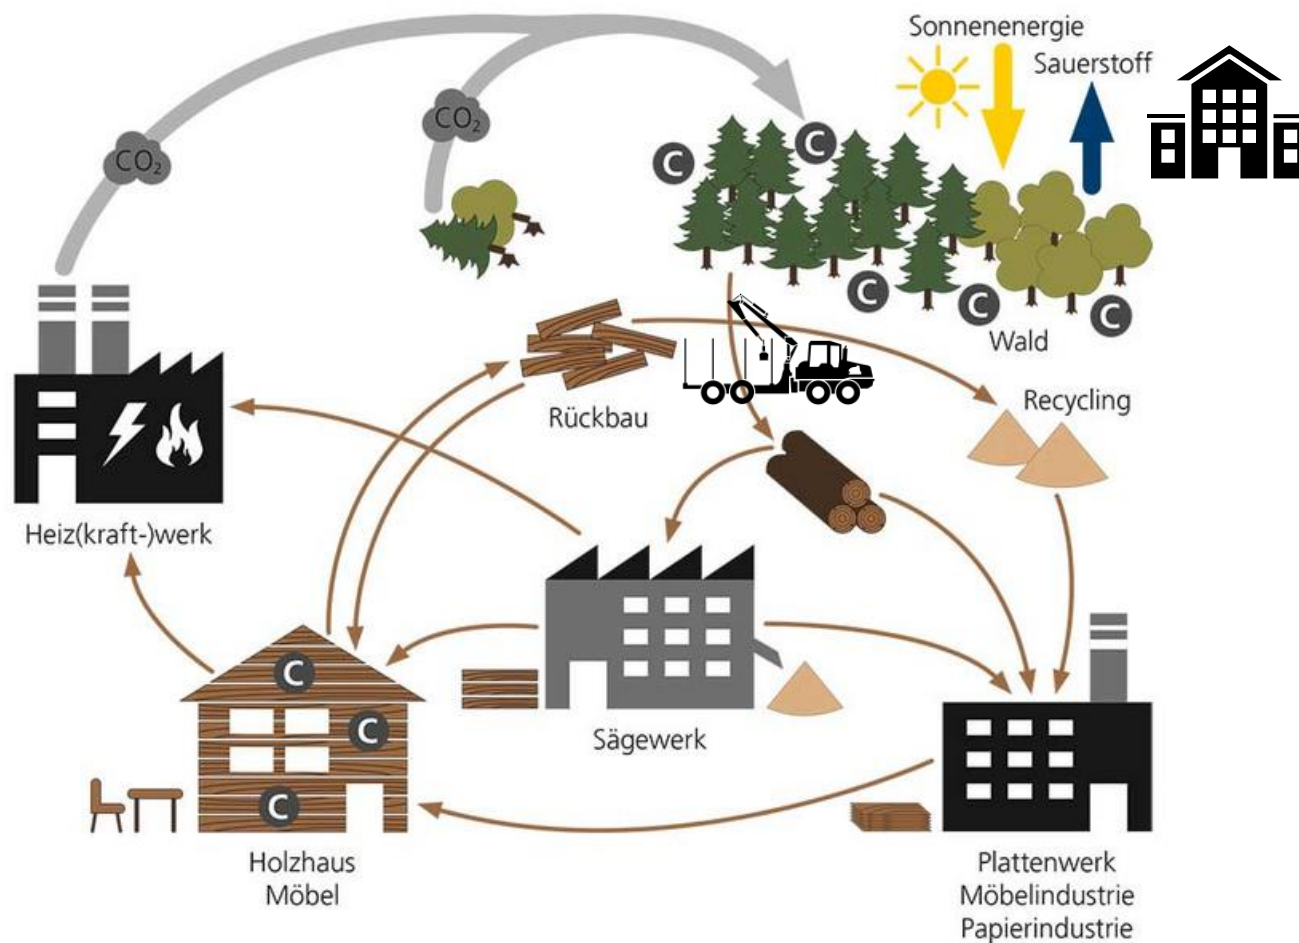 Sonnenenergie
Sauerstoff
CO₂
CO₂
C
C
C
C
C
Wald
Recycling
Rückbau
Heiz(kraft-)werk
C
C
C
Sägewerk
Holzhaus
Möbel
Plattenwerk
Möbelindustrie
Papierindustrie